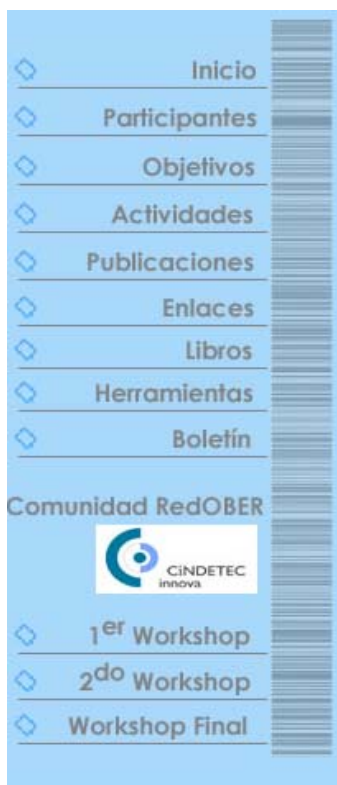 Inicio
Participantes
Objetivos
Actividades
Publicaciones
Enlaces
Libros
Herramientas
Boletín
Comunidad RedOBER
CiNDETEC
innova
1er Workshop
2do Workshop
Workshop Final